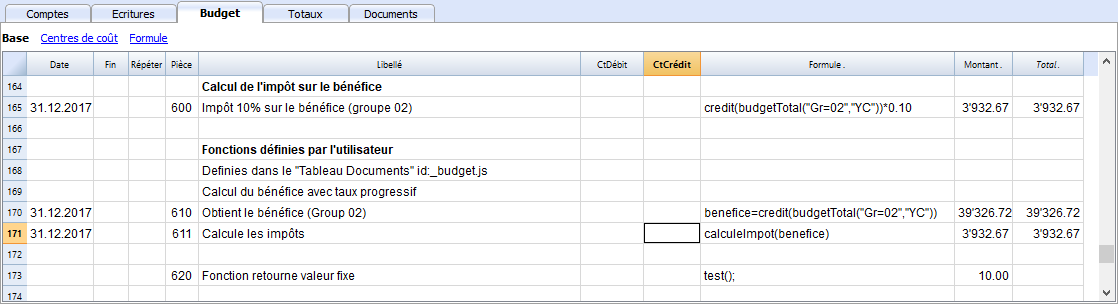 Comptes Ecritures Budget Totaux Documents
Base Centres de coût Formule
Date Fin Répéter Pièce Libellé CtDébit CtCrédit Formule . Montant . Total .
164 Calcul de l'impôt sur le bénéfice
165 31.12.2017 600 Impôt 10% sur le bénéfice (groupe 02) credit(budgetTotal("Gr=02","YC"))*0.10 3'932.67 3'932.67
166
167 Fonctions définies par l'utilisateur
168 Definies dans le "Tableau Documents" id:_budget.js
169 Calcul du bénéfice avec taux progressif
170 31.12.2017 610 Obtient le bénéfice (Group 02) benefice=credit(budgetTotal("Gr=02","YC")) 39'326.72 39'326.72
171 31.12.2017 611 Calcule les impôts calculeImpot(benefice) 3'932.67 3'932.67
172
173 620 Fonction retourne valeur fixe test(); 10.00
174